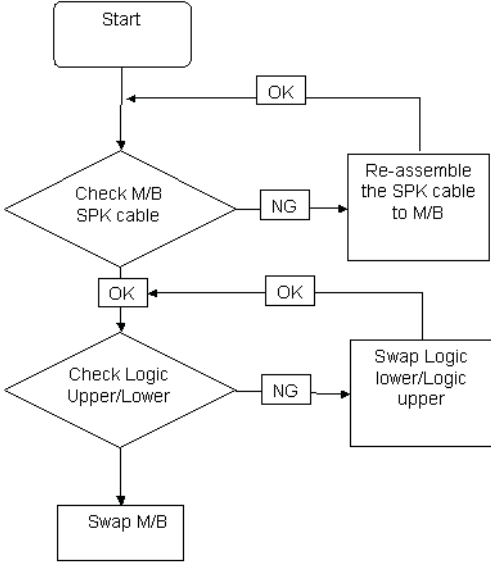 Start
OK
Check M/B
SPK cable
NG
Re-assemble
the SPK cable
to M/B
OK
OK
Check Logic
Upper/Lower
NG
Swap Logic
lower/Logic
upper
Swap M/B